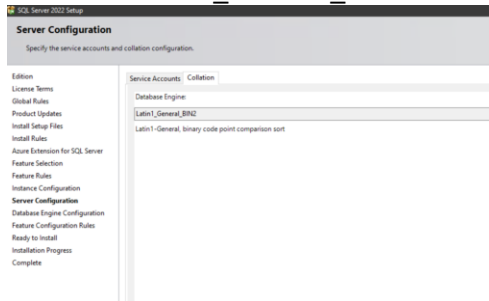 SQL Server 2022 Setup
Server Configuration
Specify the service accounts and collation configuration.
Edition
License Terms
Global Rules
Product Updates
Install Setup Files
Install Rules
Azure Extension for SQL Server
Feature Selection
Feature Rules
Instance Configuration
Server Configuration
Database Engine Configuration
Feature Configuration Rules
Ready to Install
Installation Progress
Complete
Service Accounts Collation
Database Engine:
Latin1_General_BIN2
Latin1-General, binary code point comparison sort